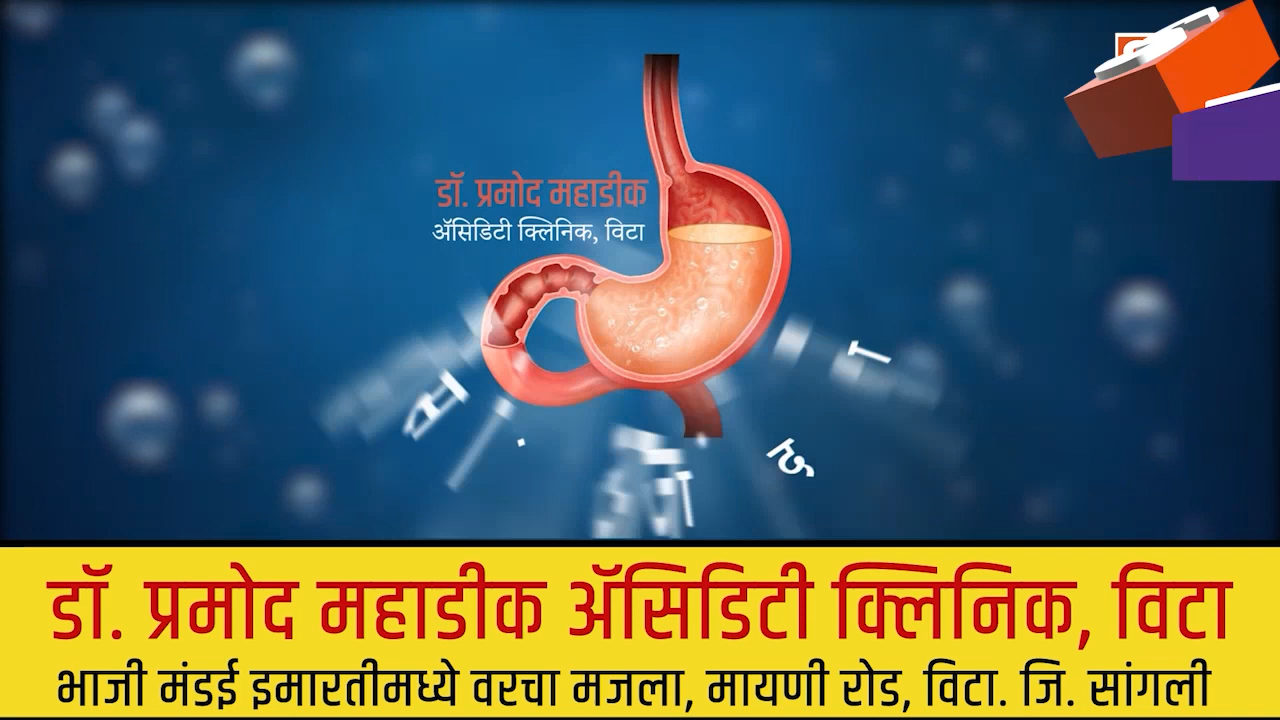 डॉ. प्रमोद महाडीक
ॲसिडिटी क्लिनिक, विटा
डॉ. प्रमोद महाडीक ॲसिडिटी क्लिनिक, विटा
भाजी मंडई इमारतीमध्ये वरचा मजला, मायणी रोड, विटा. जि. सांगली